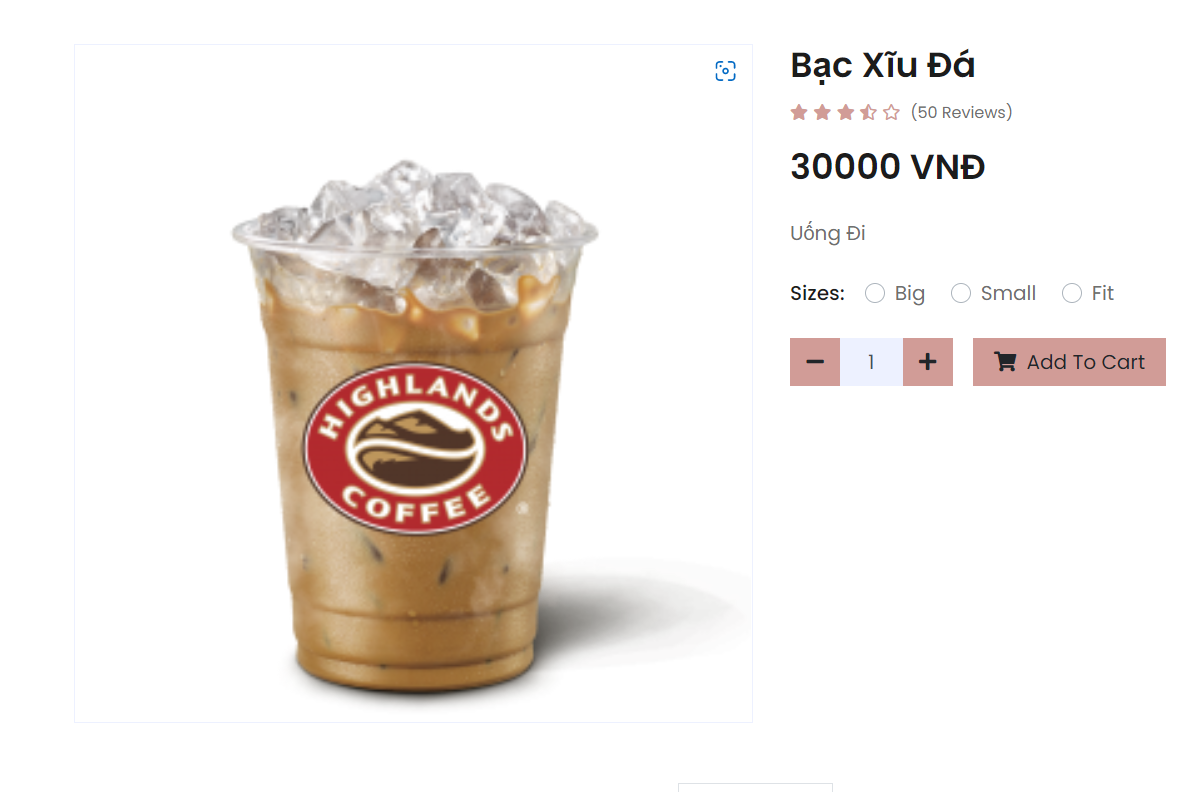 HIGHLANDS
COFFEE
®
Bạc Xĩu Đá
(50 Reviews)
30000 VNĐ
Uống Đi
Sizes: Big Small Fit
1 Add To Cart